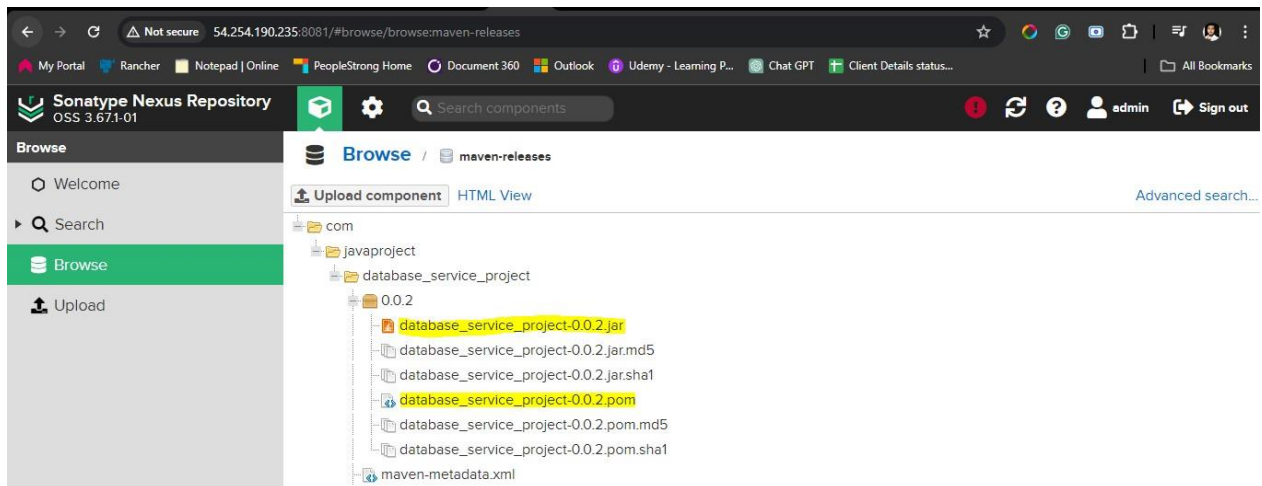 Not secure 54.254.190.235:8081/#browse/browse:maven-releases
My Portal Rancher Notepad | Online PeopleStrong Home Document 360 Outlook Udemy - Learning P... Chat GPT Client Details status... All Bookmarks
Sonatype Nexus Repository
OSS 3.67.1-01
Search components
admin Sign out
Browse
Browse / maven-releases
Welcome
Upload component HTML View Advanced search...
Search
com
javaproject
Browse
database_service_project
Upload
0.0.2
database_service_project-0.0.2.jar
database_service_project-0.0.2.jar.md5
database_service_project-0.0.2.jar.sha1
database_service_project-0.0.2.pom
database_service_project-0.0.2.pom.md5
database_service_project-0.0.2.pom.sha1
maven-metadata.xml